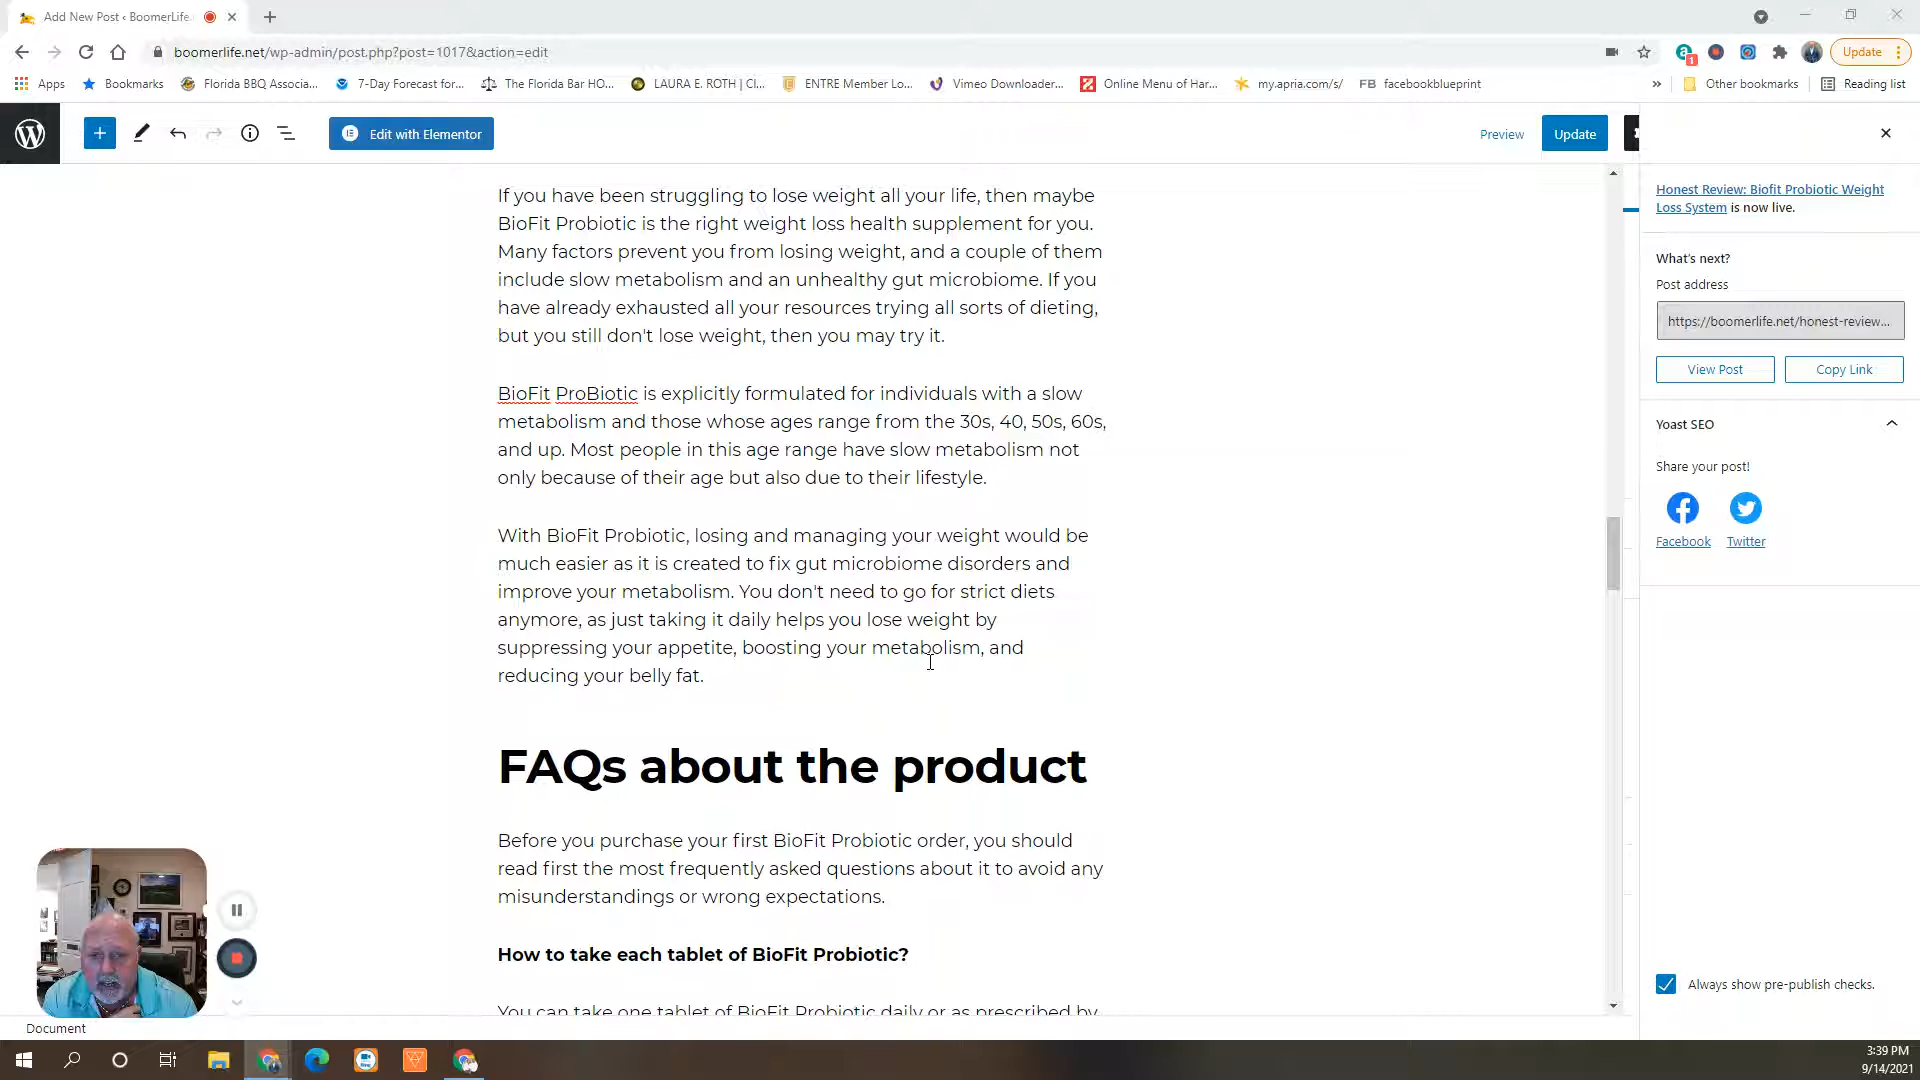 Add New Post ‹ BoomerLife.
boomerlife.net/wp-admin/post.php?post=1017&action=edit
1
Update
Apps
Bookmarks
Florida BBQ Associa...
7-Day Forecast for...
The Florida Bar HO...
LAURA E. ROTH | Cl...
ENTRE Member Lo...
Vimeo Downloader...
Online Menu of Har...
my.apria.com/s/
FB facebookblueprint
»
Other bookmarks
Reading list
Edit with Elementor
Preview
Update
If you have been struggling to lose weight all your life, then maybe
BioFit Probiotic is the right weight loss health supplement for you.
Many factors prevent you from losing weight, and a couple of them
include slow metabolism and an unhealthy gut microbiome. If you
have already exhausted all your resources trying all sorts of dieting,
but you still don't lose weight, then you may try it.
BioFit ProBiotic is explicitly formulated for individuals with a slow
metabolism and those whose ages range from the 30s, 40, 50s, 60s,
and up. Most people in this age range have slow metabolism not
only because of their age but also due to their lifestyle.
With BioFit Probiotic, losing and managing your weight would be
much easier as it is created to fix gut microbiome disorders and
improve your metabolism. You don't need to go for strict diets
anymore, as just taking it daily helps you lose weight by
suppressing your appetite, boosting your metabolism, and
reducing your belly fat.
FAQs about the product
Before you purchase your first BioFit Probiotic order, you should
read first the most frequently asked questions about it to avoid any
misunderstandings or wrong expectations.
How to take each tablet of BioFit Probiotic?
You can take one tablet of BioFit Probiotic daily or as prescribed by
Honest Review: Biofit Probiotic Weight
Loss System is now live.
What's next?
Post address
https://boomerlife.net/honest-review...
View Post
Copy Link
Yoast SEO
Share your post!
Facebook
Twitter
Always show pre-publish checks.
Document
3:39 PM
9/14/2021